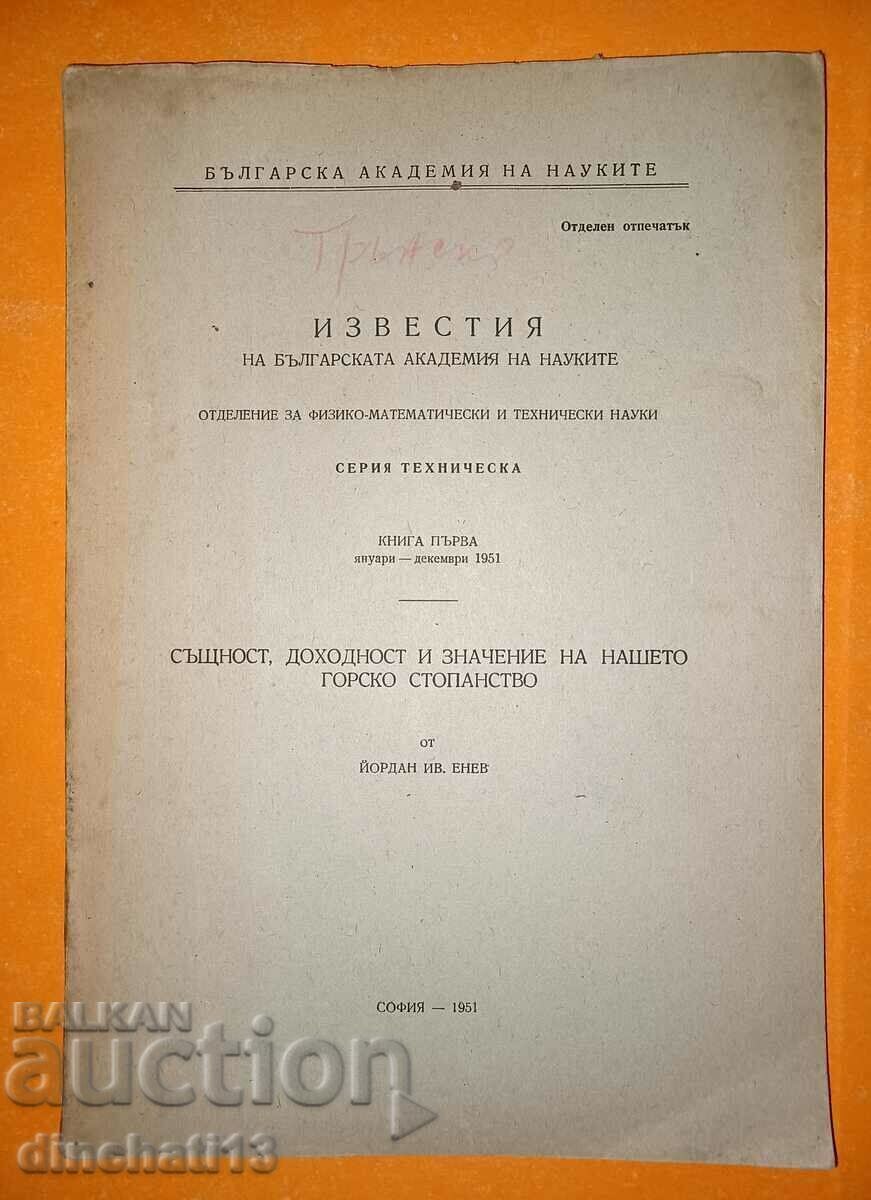 БЪЛГАРСКА АКАДЕМИЯ НА НАУКИТЕ
Отделен отпечатък
Трънско
ИЗВЕСТИЯ
НА БЪЛГАРСКАТА АКАДЕМИЯ НА НАУКИТЕ
ОТДЕЛЕНИЕ ЗА ФИЗИКО-МАТЕМАТИЧЕСКИ И ТЕХНИЧЕСКИ НАУКИ
СЕРИЯ ТЕХНИЧЕСКА
КНИГА ПЪРВА
януари — декември 1951
СЪЩНОСТ, ДОХОДНОСТ И ЗНАЧЕНИЕ НА НАШЕТО
ГОРСКО СТОПАНСТВО
от
ЙОРДАН ИВ. ЕНЕВ
СОФИЯ — 1951
BALKAN
auction
dinchati13